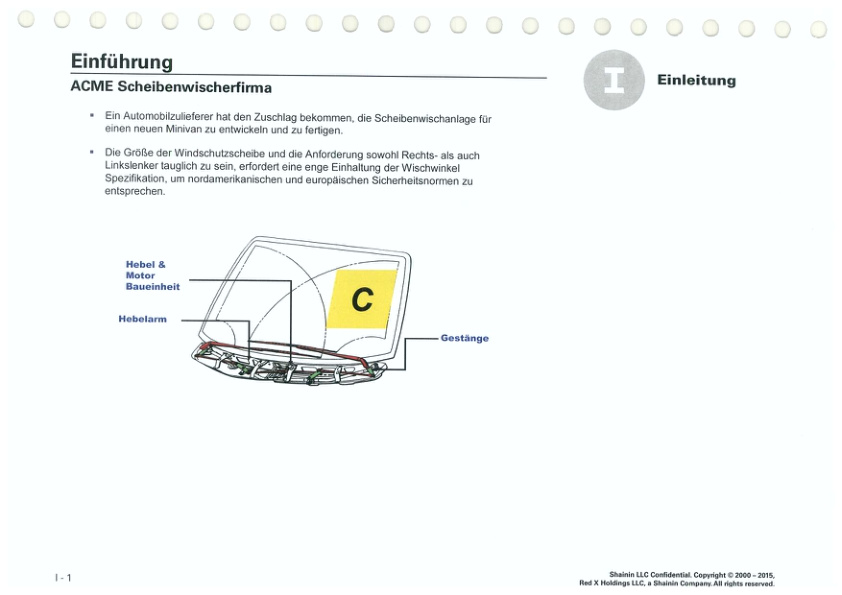 Einführung
I
Einleitung
ACME Scheibenwischerfirma
▪ Ein Automobilzulieferer hat den Zuschlag bekommen, die Scheibenwischanlage für
einen neuen Minivan zu entwickeln und zu fertigen.
▪ Die Größe der Windschutzscheibe und die Anforderung sowohl Rechts- als auch
Linkslenker tauglich zu sein, erfordert eine enge Einhaltung der Wischwinkel
Spezifikation, um nordamerikanischen und europäischen Sicherheitsnormen zu
entsprechen.
Hebel &
Motor
Baueinheit
C
Hebelarm
Gestänge
I - 1
Shainin LLC Confidential. Copyright © 2000 – 2015,
Red X Holdings LLC, a Shainin Company. All rights reserved.